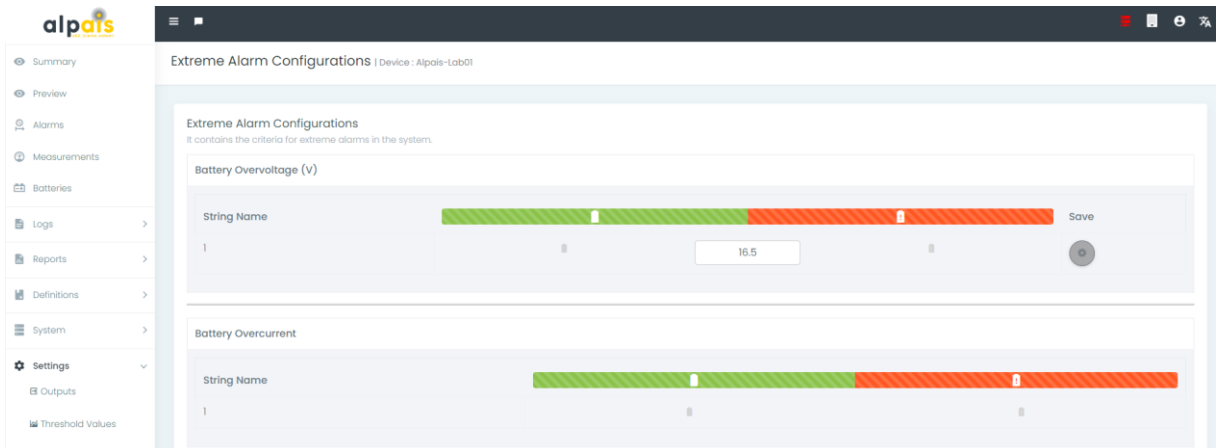 alpais
Summary
Preview
Alarms
Measurements
Batteries
Logs
Reports
Definitions
System
Settings
Outputs
Threshold Values
Extreme Alarm Configurations | Device : Alpais-Lab01
Extreme Alarm Configurations
It contains the criteria for extreme alarms in the system.
Battery Overvoltage (V)
String Name
Save
1
16.5
Battery Overcurrent
String Name
1